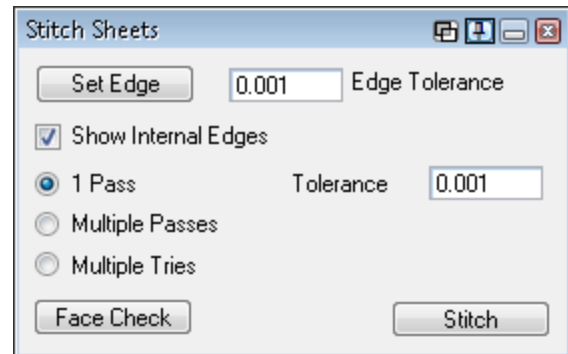 Stitch Sheets
Set Edge 0.001 Edge Tolerance
Show Internal Edges
1 Pass Tolerance 0.001
Multiple Passes
Multiple Tries
Face Check Stitch